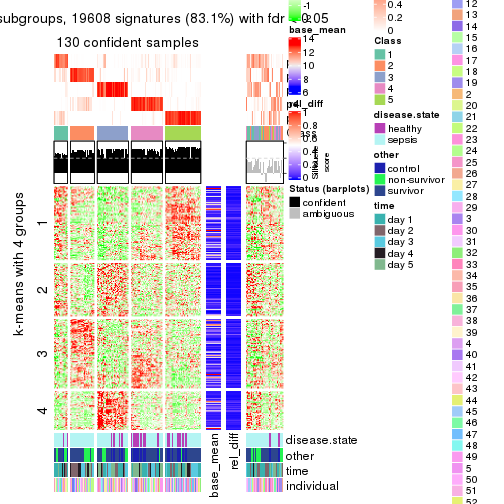 subgroups, 19608 signatures (83.1%) with fdr < 0.05
130 confident samples
k-means with 4 groups
1
2
3
4
base_mean
rel_diff
disease.state
other
time
individual
-1
base_mean
14
12
10
8
6
rel_diff
1
0.8
0.6
0.4
0.2
0
Silhouette
score
Status (barplots)
confident
ambiguous
0.4
0.2
0
Class
1
2
3
4
5
disease.state
healthy
sepsis
other
control
non-survivor
survivor
time
day 1
day 2
day 3
day 4
day 5
12
13
14
15
16
17
18
19
2
20
21
22
23
24
25
26
27
28
29
3
30
31
32
33
34
35
36
37
38
39
4
40
41
42
43
44
45
46
47
48
49
5
50
51
52